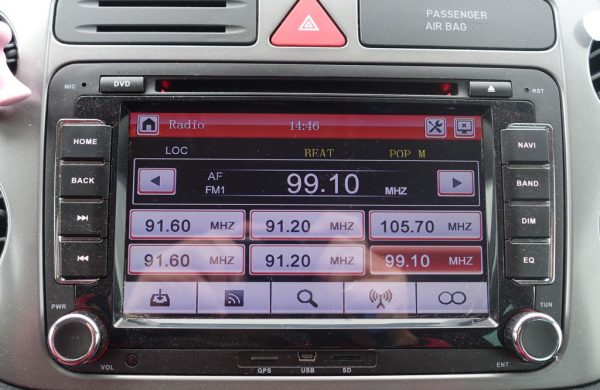 PASSENGER
AIR BAG
MIC DVD RST
HOME
BACK
PWR
VOL
Radio 14:46
LOC BEAT POP M
AF
FM1 99.10 MHZ
91.60 MHZ 91.20 MHZ 105.70 MHZ
91.60 MHZ 91.20 MHZ 99.10 MHZ
NAVI
BAND
DIM
EQ
TUN
ENT
GPS USB SD